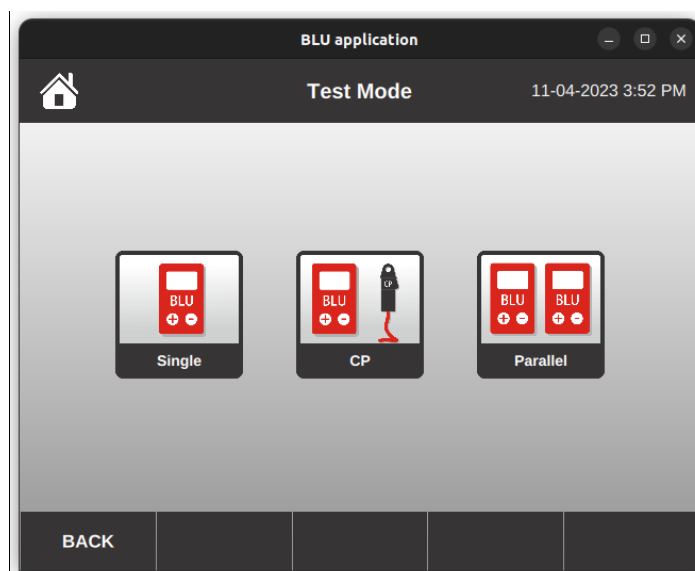 BLU application
Test Mode
11-04-2023 3:52 PM
BLU
BLU
CP
BLU
BLU
Single
CP
Parallel
BACK